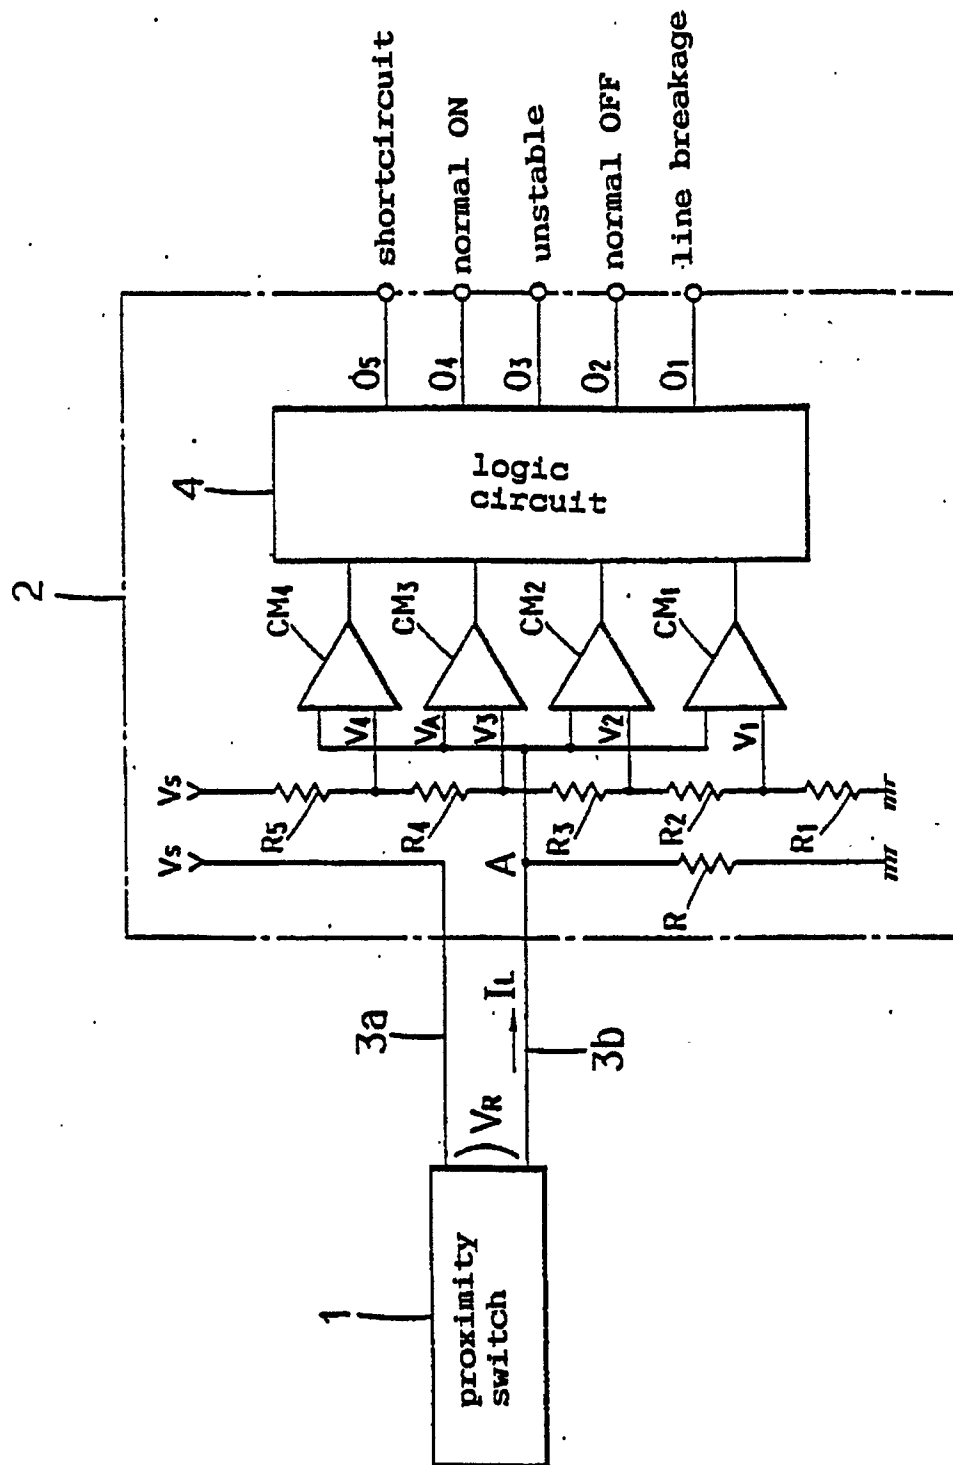 2
4
logic
circuit
O5
O4
O3
O2
O1
shortcircuit
normal ON
unstable
normal OFF
line breakage
CM4
CM3
CM2
CM1
V4
VA
V3
V2
V1
Vs
Vs
R5
R4
R3
R2
R1
A
R
3a
3b
IL
VR
1
proximity
switch